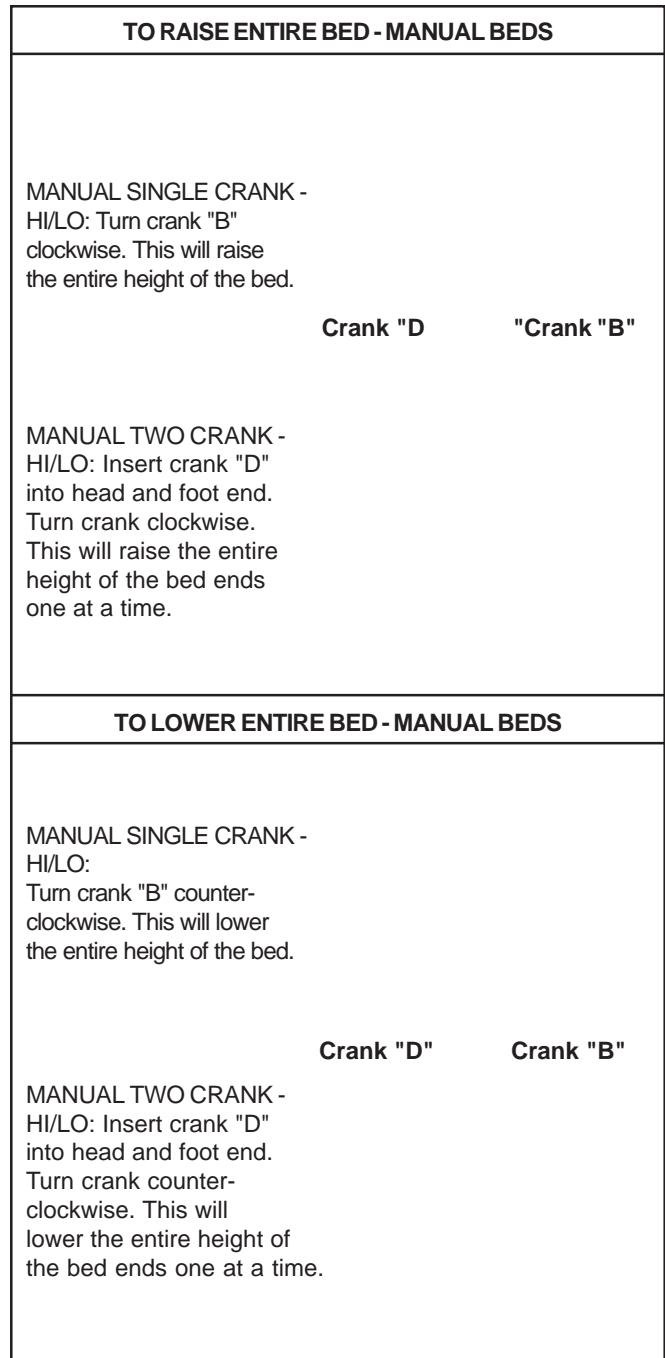 TO RAISE ENTIRE BED - MANUAL BEDS
MANUAL SINGLE CRANK -
HI/LO: Turn crank "B"
clockwise. This will raise
the entire height of the bed.
Crank "D "Crank "B"
MANUAL TWO CRANK -
HI/LO: Insert crank "D"
into head and foot end.
Turn crank clockwise.
This will raise the entire
height of the bed ends
one at a time.
TO LOWER ENTIRE BED - MANUAL BEDS
MANUAL SINGLE CRANK -
HI/LO:
Turn crank "B" counter-
clockwise. This will lower
the entire height of the bed.
Crank "D" Crank "B"
MANUAL TWO CRANK -
HI/LO: Insert crank "D"
into head and foot end.
Turn crank counter-
clockwise. This will
lower the entire height of
the bed ends one at a time.